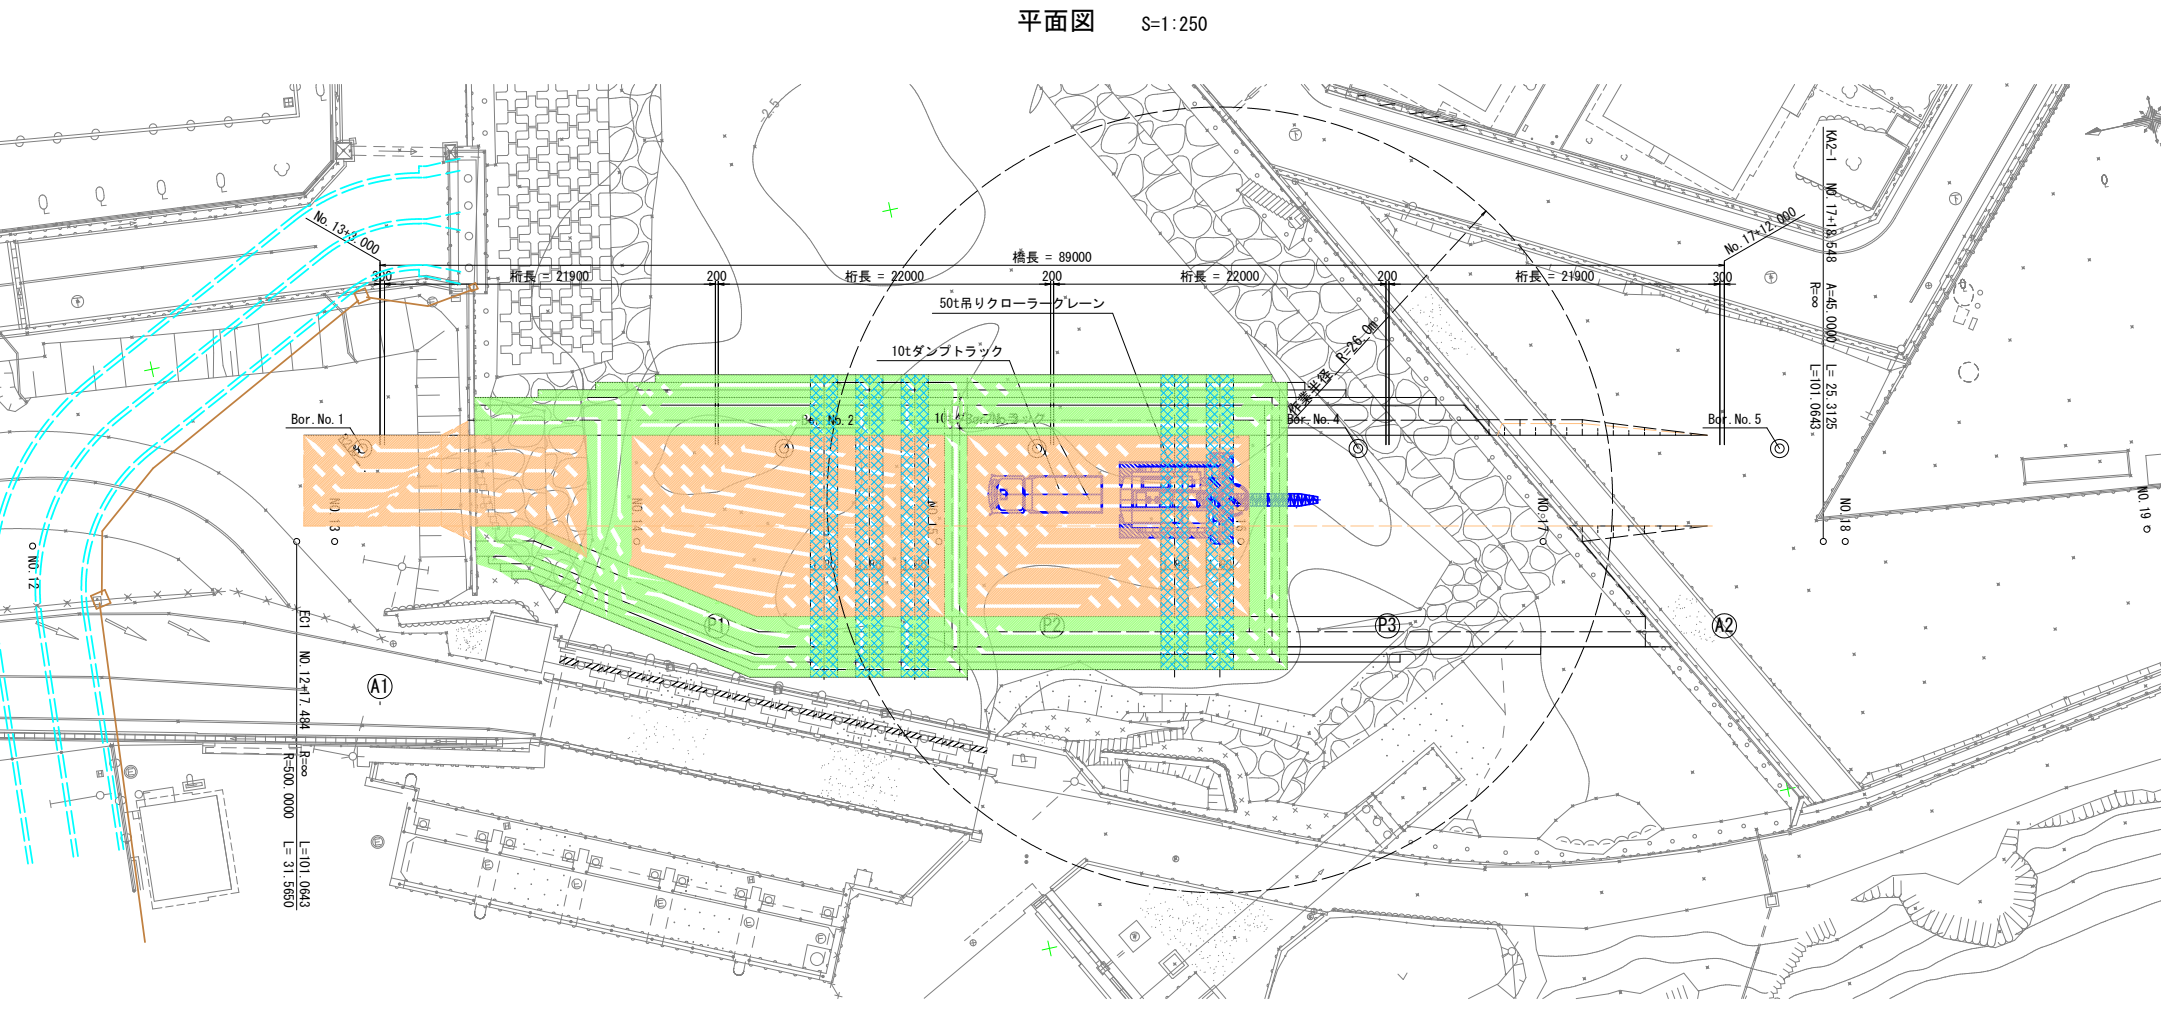 平面図 S=1:250
-2.5
No.13+3.000
No.17+12.000
橋長 = 89000
300
桁長 = 21900
200
桁長 = 22000
200
桁長 = 22000
200
桁長 = 21900
300
50t吊りクローラークレーン
10tダンプトラック
作業半径 R=26.0m
Bor.No.1
Bor.No.2
Bor.No.4
Bor.No.5
KA2-1 NO.17+18.548 A=45.0000 L= 25.3125
R=∞ L=101.0643
NO.12
NO.13
NO.14
NO.15
NO.17
NO.18
NO.19
EC1 NO.12+17.484 R=∞ L=101.0643
R=500.0000 L= 31.5650
A1
P1
P2
P3
A2